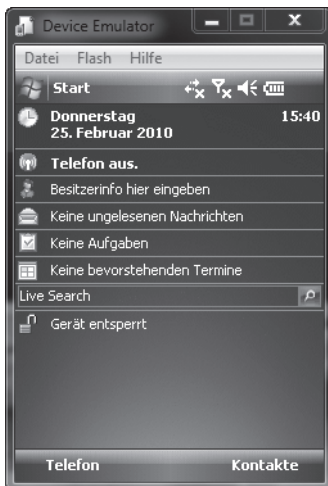 Device Emulator
Datei Flash Hilfe
Start
Donnerstag 15:40
25. Februar 2010
Telefon aus.
Besitzerinfo hier eingeben
Keine ungelesenen Nachrichten
Keine Aufgaben
Keine bevorstehenden Termine
Live Search
Gerät entsperrt
Telefon Kontakte